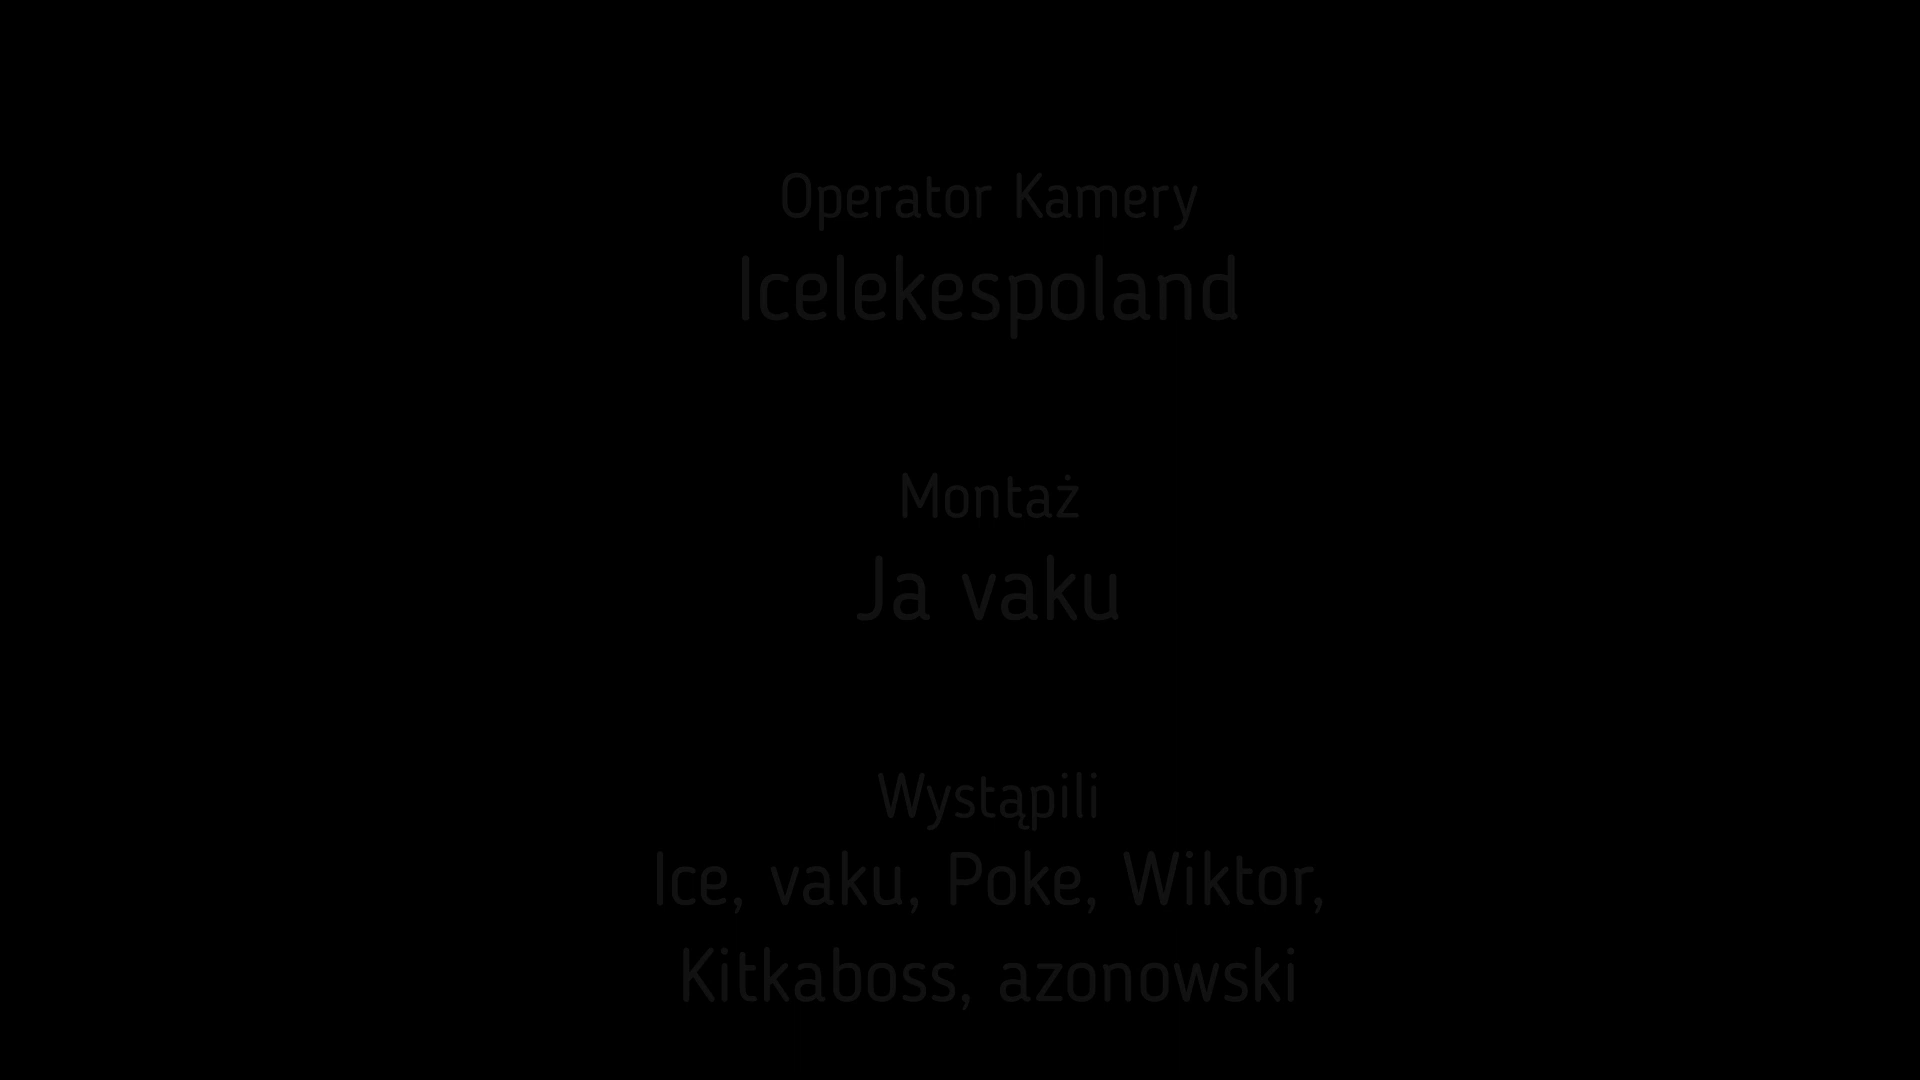 Operator Kamery
Icelekespoland
Montaż
Ja vaku
Wystąpili
Ice, vaku, Poke, Wiktor,
Kitkaboss, azonowski